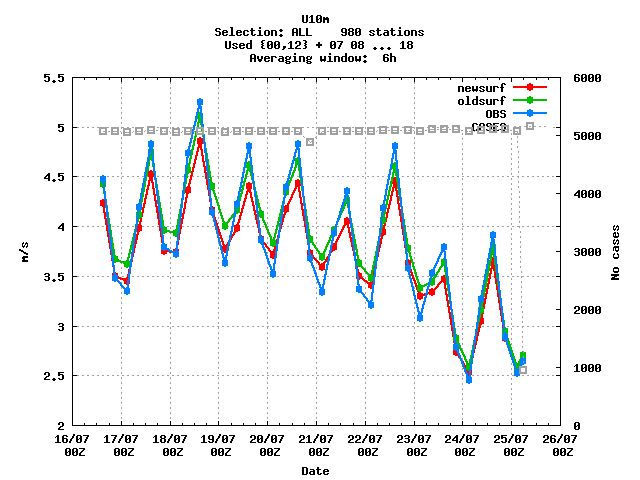 U10m
Selection: ALL 980 stations
Used {00,12} + 07 08 ... 18
Averaging window: 6h
5.5
5
4.5
4
3.5
3
2.5
2
m/s
6000
5000
4000
3000
2000
1000
0
No cases
newsurf
oldsurf
OBS
CASES
16/07 17/07 18/07 19/07 20/07 21/07 22/07 23/07 24/07 25/07 26/07
00Z 00Z 00Z 00Z 00Z 00Z 00Z 00Z 00Z 00Z 00Z
Date